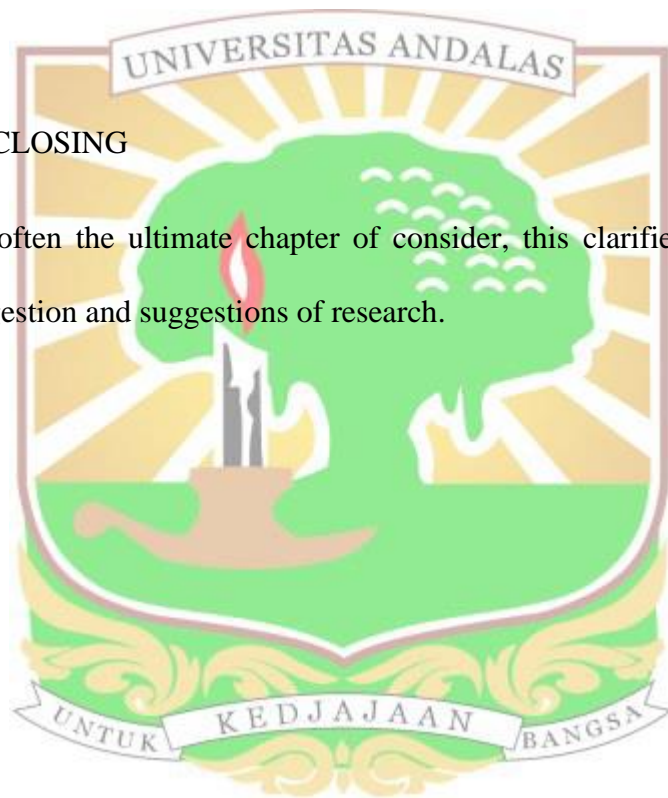 UNIVERSITAS ANDALAS
CLOSING
often the ultimate chapter of consider, this clarifie
estion and suggestions of research.
UNTUK KEDJAJAAN BANGSA